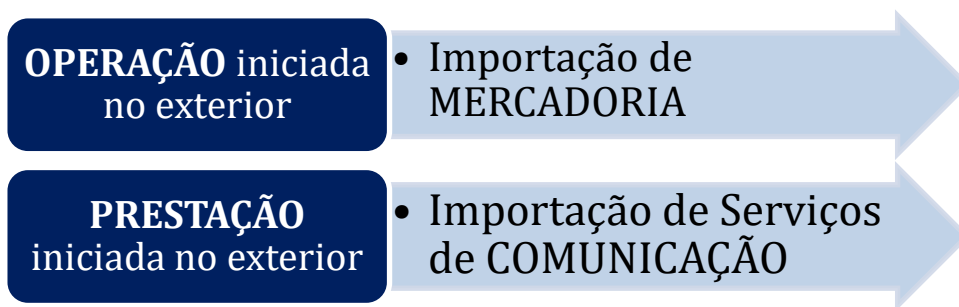 OPERAÇÃO iniciada
no exterior
• Importação de
MERCADORIA
PRESTAÇÃO
iniciada no exterior
• Importação de Serviços
de COMUNICAÇÃO